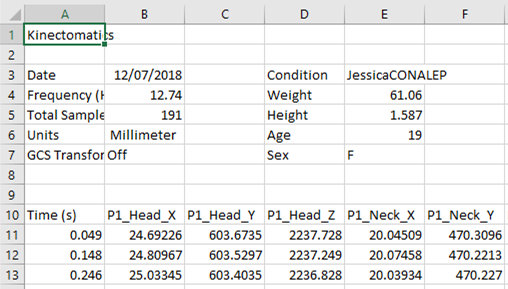 A B C D E F
1 Kinectomatics
2
3 Date 12/07/2018 Condition JessicaCONALEP
4 Frequency (H 12.74 Weight 61.06
5 Total Sample 191 Height 1.587
6 Units Millimeter Age 19
7 GCS Transfor Off Sex F
8
9
10 Time (s) P1_Head_X P1_Head_Y P1_Head_Z P1_Neck_X P1_Neck_Y
11 0.049 24.69226 603.6735 2237.728 20.04509 470.3096
12 0.148 24.80967 603.5297 2237.249 20.07458 470.2213
13 0.246 25.03345 603.4035 2236.828 20.03934 470.227